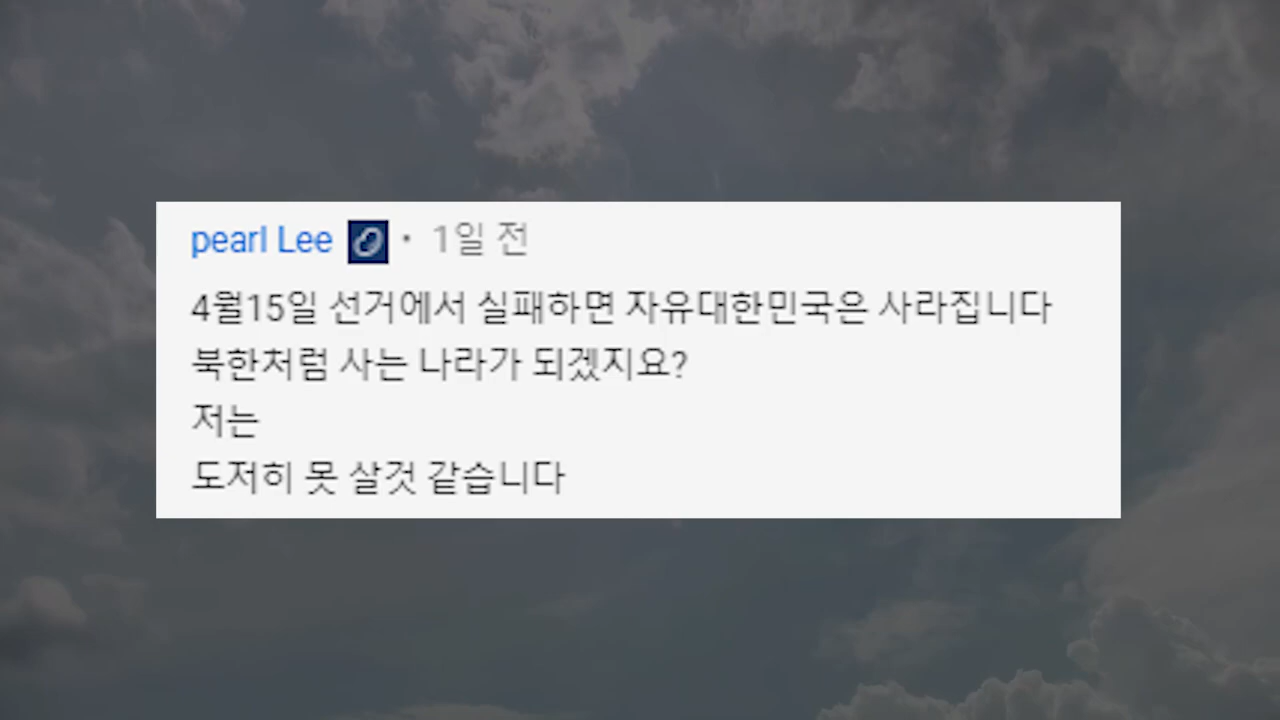 pearl Lee · 1일 전
4월15일 선거에서 실패하면 자유대한민국은 사라집니다
북한처럼 사는 나라가 되겠지요?
저는
도저히 못 살것 같습니다